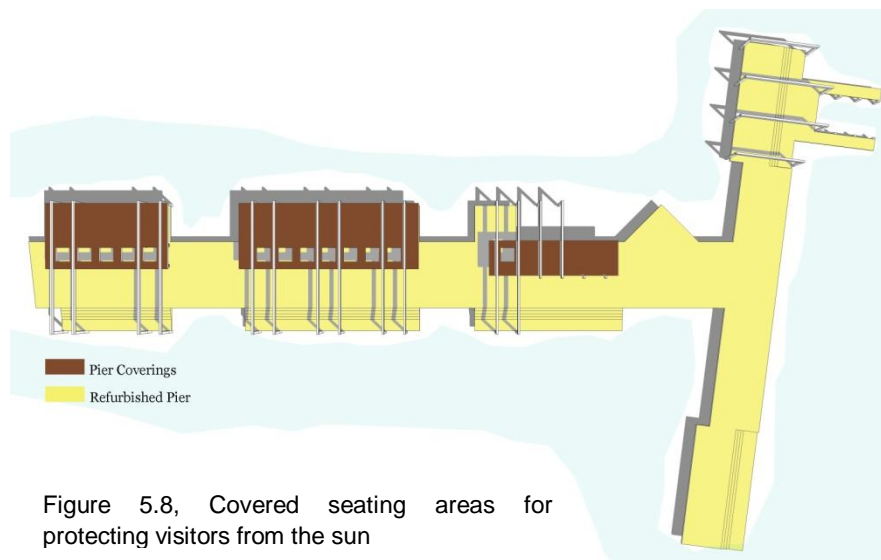 Pier Coverings
Refurbished Pier
Figure 5.8, Covered seating areas for
protecting visitors from the sun